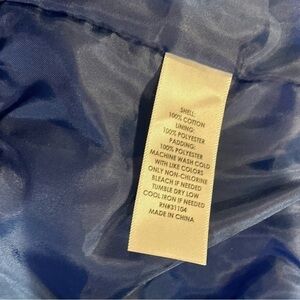 SHELL:
100% COTTON
LINING:
100% POLYESTER
PADDING:
100% POLYESTER
MACHINE WASH COLD
WITH LIKE COLORS
ONLY NON-CHLORINE
BLEACH IF NEEDED
TUMBLE DRY LOW
COOL IRON IF NEEDED
RN#31104
MADE IN CHINA